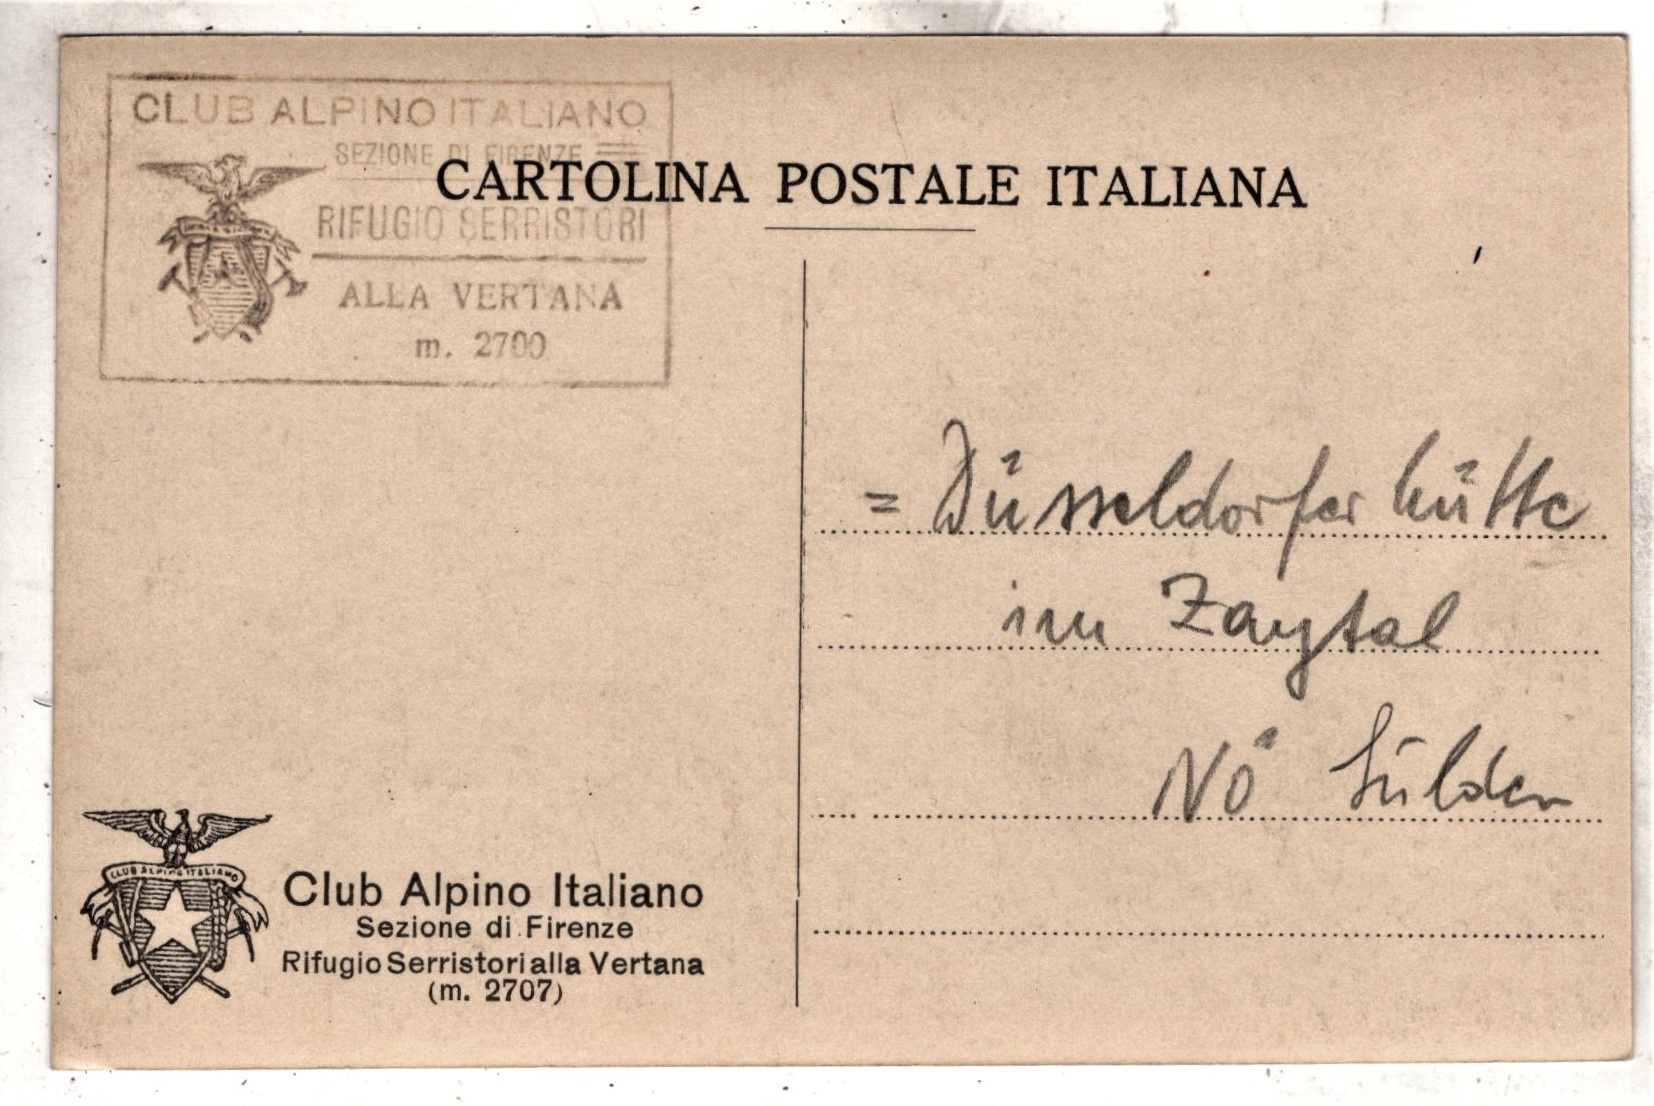 CLUB ALPINO ITALIANO
SEZIONE DI FIRENZE
RIFUGIO SERRISTORI
ALLA VERTANA
m. 2700
CARTOLINA POSTALE ITALIANA
= Düsseldorfer Hütte
im Zaytal
NÖ Sulden
CLUB ALPINO ITALIANO
Club Alpino Italiano
Sezione di Firenze
Rifugio Serristori alla Vertana
(m. 2707)